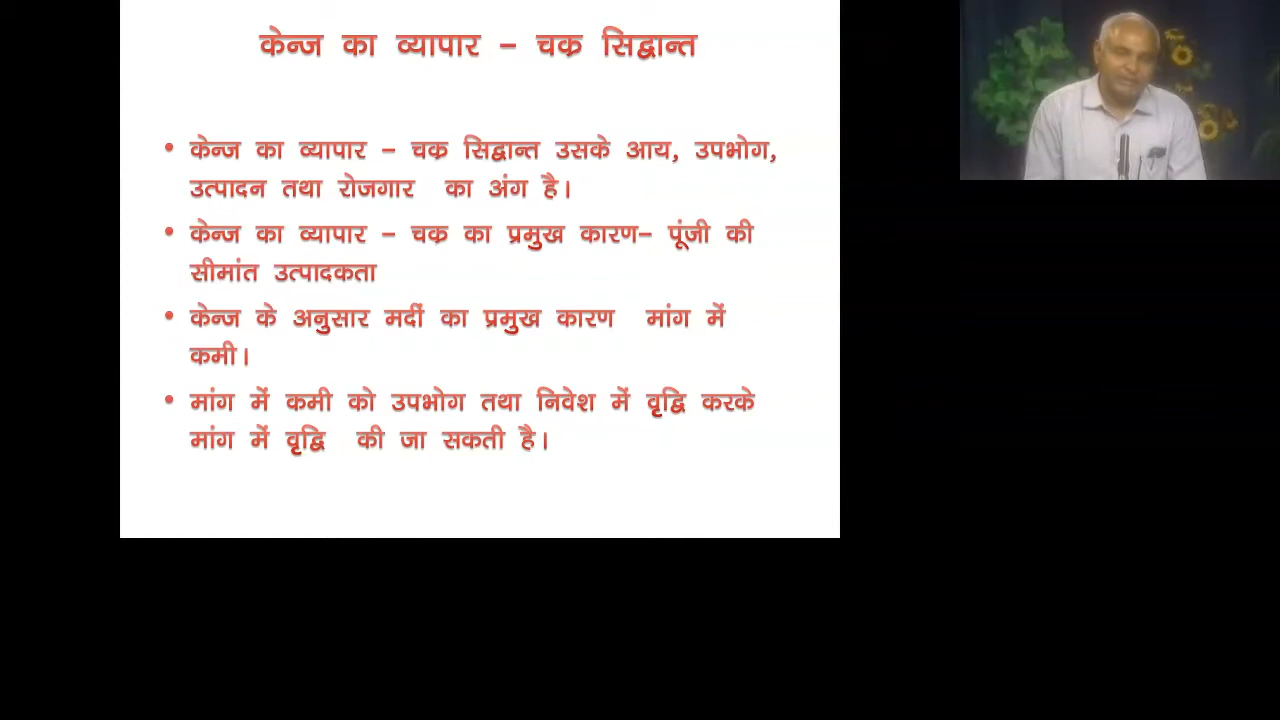 केन्ज का व्यापार – चक्र सिद्वान्त
• केन्ज का व्यापार – चक्र सिद्वान्त उसके आय, उपभोग,
उत्पादन तथा रोजगार का अंग है।
• केन्ज का व्यापार – चक्र का प्रमुख कारण– पूंजी की
सीमांत उत्पादकता
• केन्ज के अनुसार मदीं का प्रमुख कारण मांग में
कमी।
• मांग में कमी को उपभोग तथा निवेश में वृद्वि करके
मांग में वृद्वि की जा सकती है।